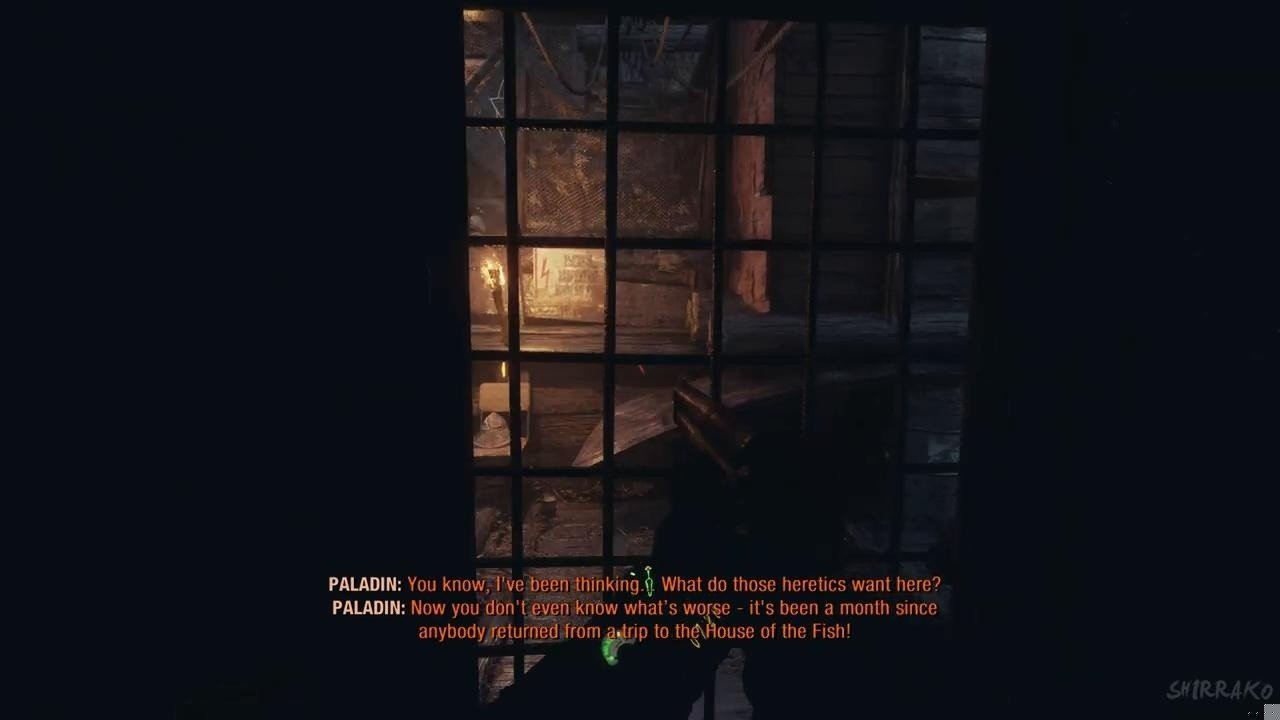 PALADIN: You know, I've been thinking... What do those heretics want here?
PALADIN: Now you don't even know what's worse - it's been a month since
anybody returned from a trip to the House of the Fish!
SHIRRAKO